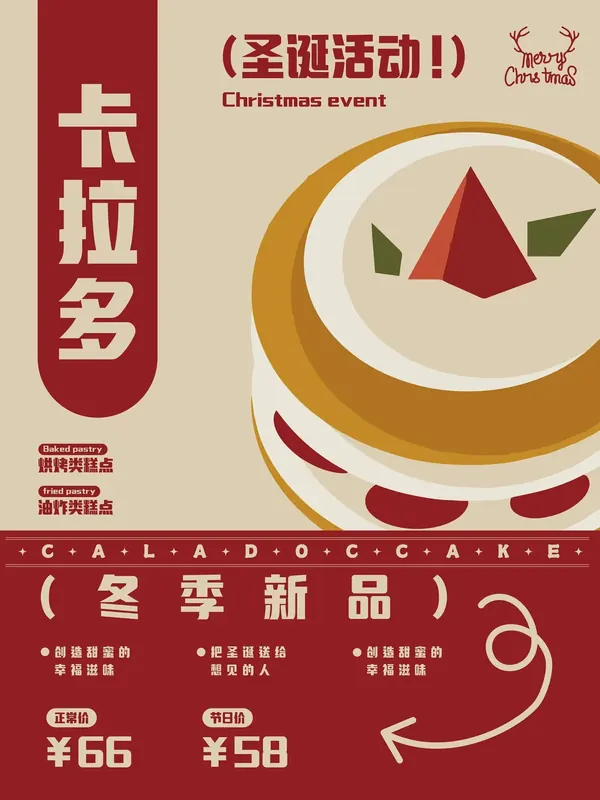 卡拉多
(圣诞活动!)
Christmas event
Merry
Christmas
Baked pastry
烘烤类糕点
fried pastry
油炸类糕点
CALADOCCAKE
(冬季新品)
创造甜蜜的
幸福滋味
把圣诞送给
想见的人
创造甜蜜的
幸福滋味
正常价
¥66
节日价
¥58